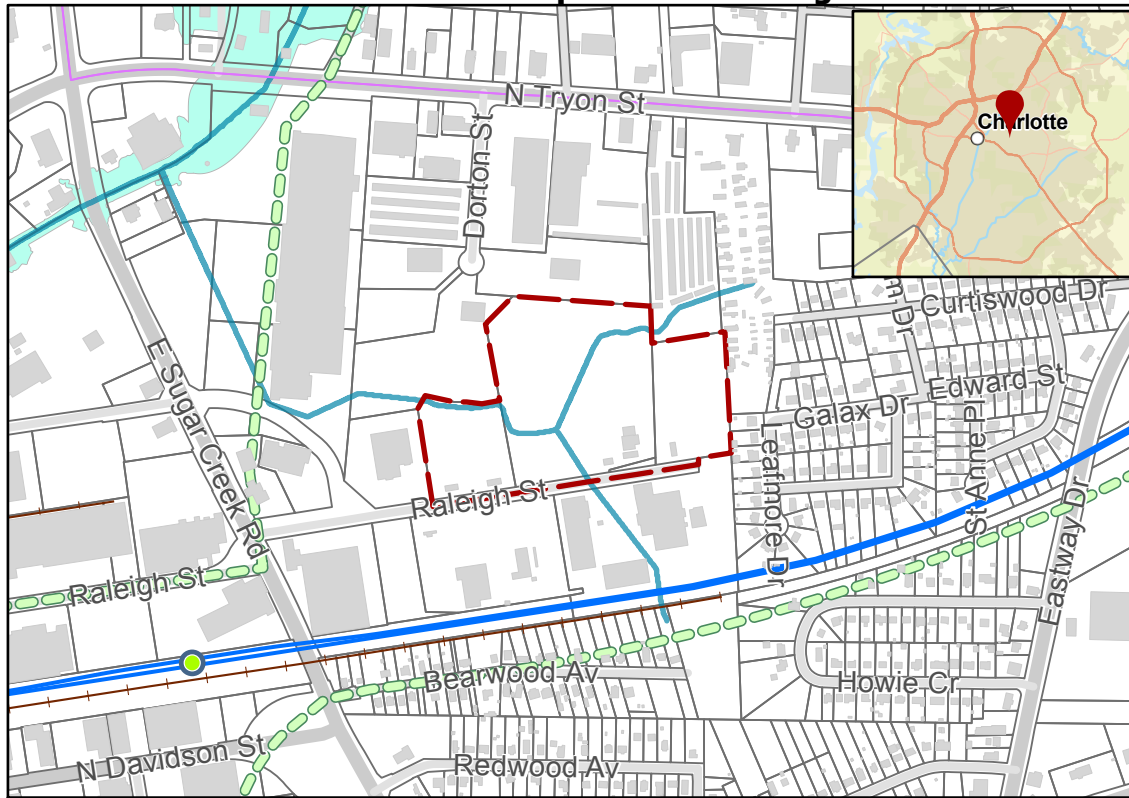 N Tryon St
Charlotte
Dorton St
Curtiswood Dr
E Sugar Creek Rd
Edward St
Galax Dr
St Anne Pl
Leafmore Dr
Raleigh St
Eastway Dr
Raleigh St
Bearwood Av
Howie Cr
N Davidson St
Redwood Av